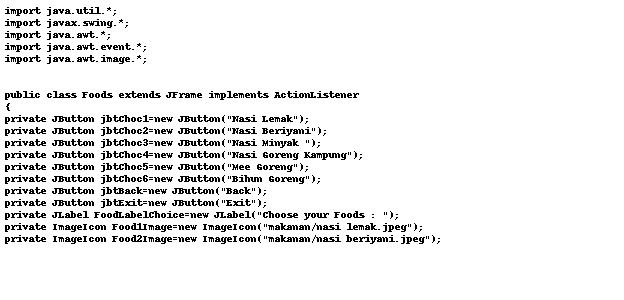 import java.util.*;
import javax.swing.*;
import java.awt.*;
import java.awt.event.*;
import java.awt.image.*;
public class Foods extends JFrame implements ActionListener
{
private JButton jbtChoc1=new JButton("Nasi Lemak");
private JButton jbtChoc2=new JButton("Nasi Beriyani");
private JButton jbtChoc3=new JButton("Nasi Minyak ");
private JButton jbtChoc4=new JButton("Nasi Goreng Kampung");
private JButton jbtChoc5=new JButton("Mee Goreng");
private JButton jbtChoc6=new JButton("Bihun Goreng");
private JButton jbtBack=new JButton("Back");
private JButton jbtExit=new JButton("Exit");
private JLabel FoodLabelChoice=new JLabel("Choose your Foods : ");
private ImageIcon Food1Image=new ImageIcon("makanan/nasi lemak.jpeg");
private ImageIcon Food2Image=new ImageIcon("makanan/nasi beriyani.jpeg");